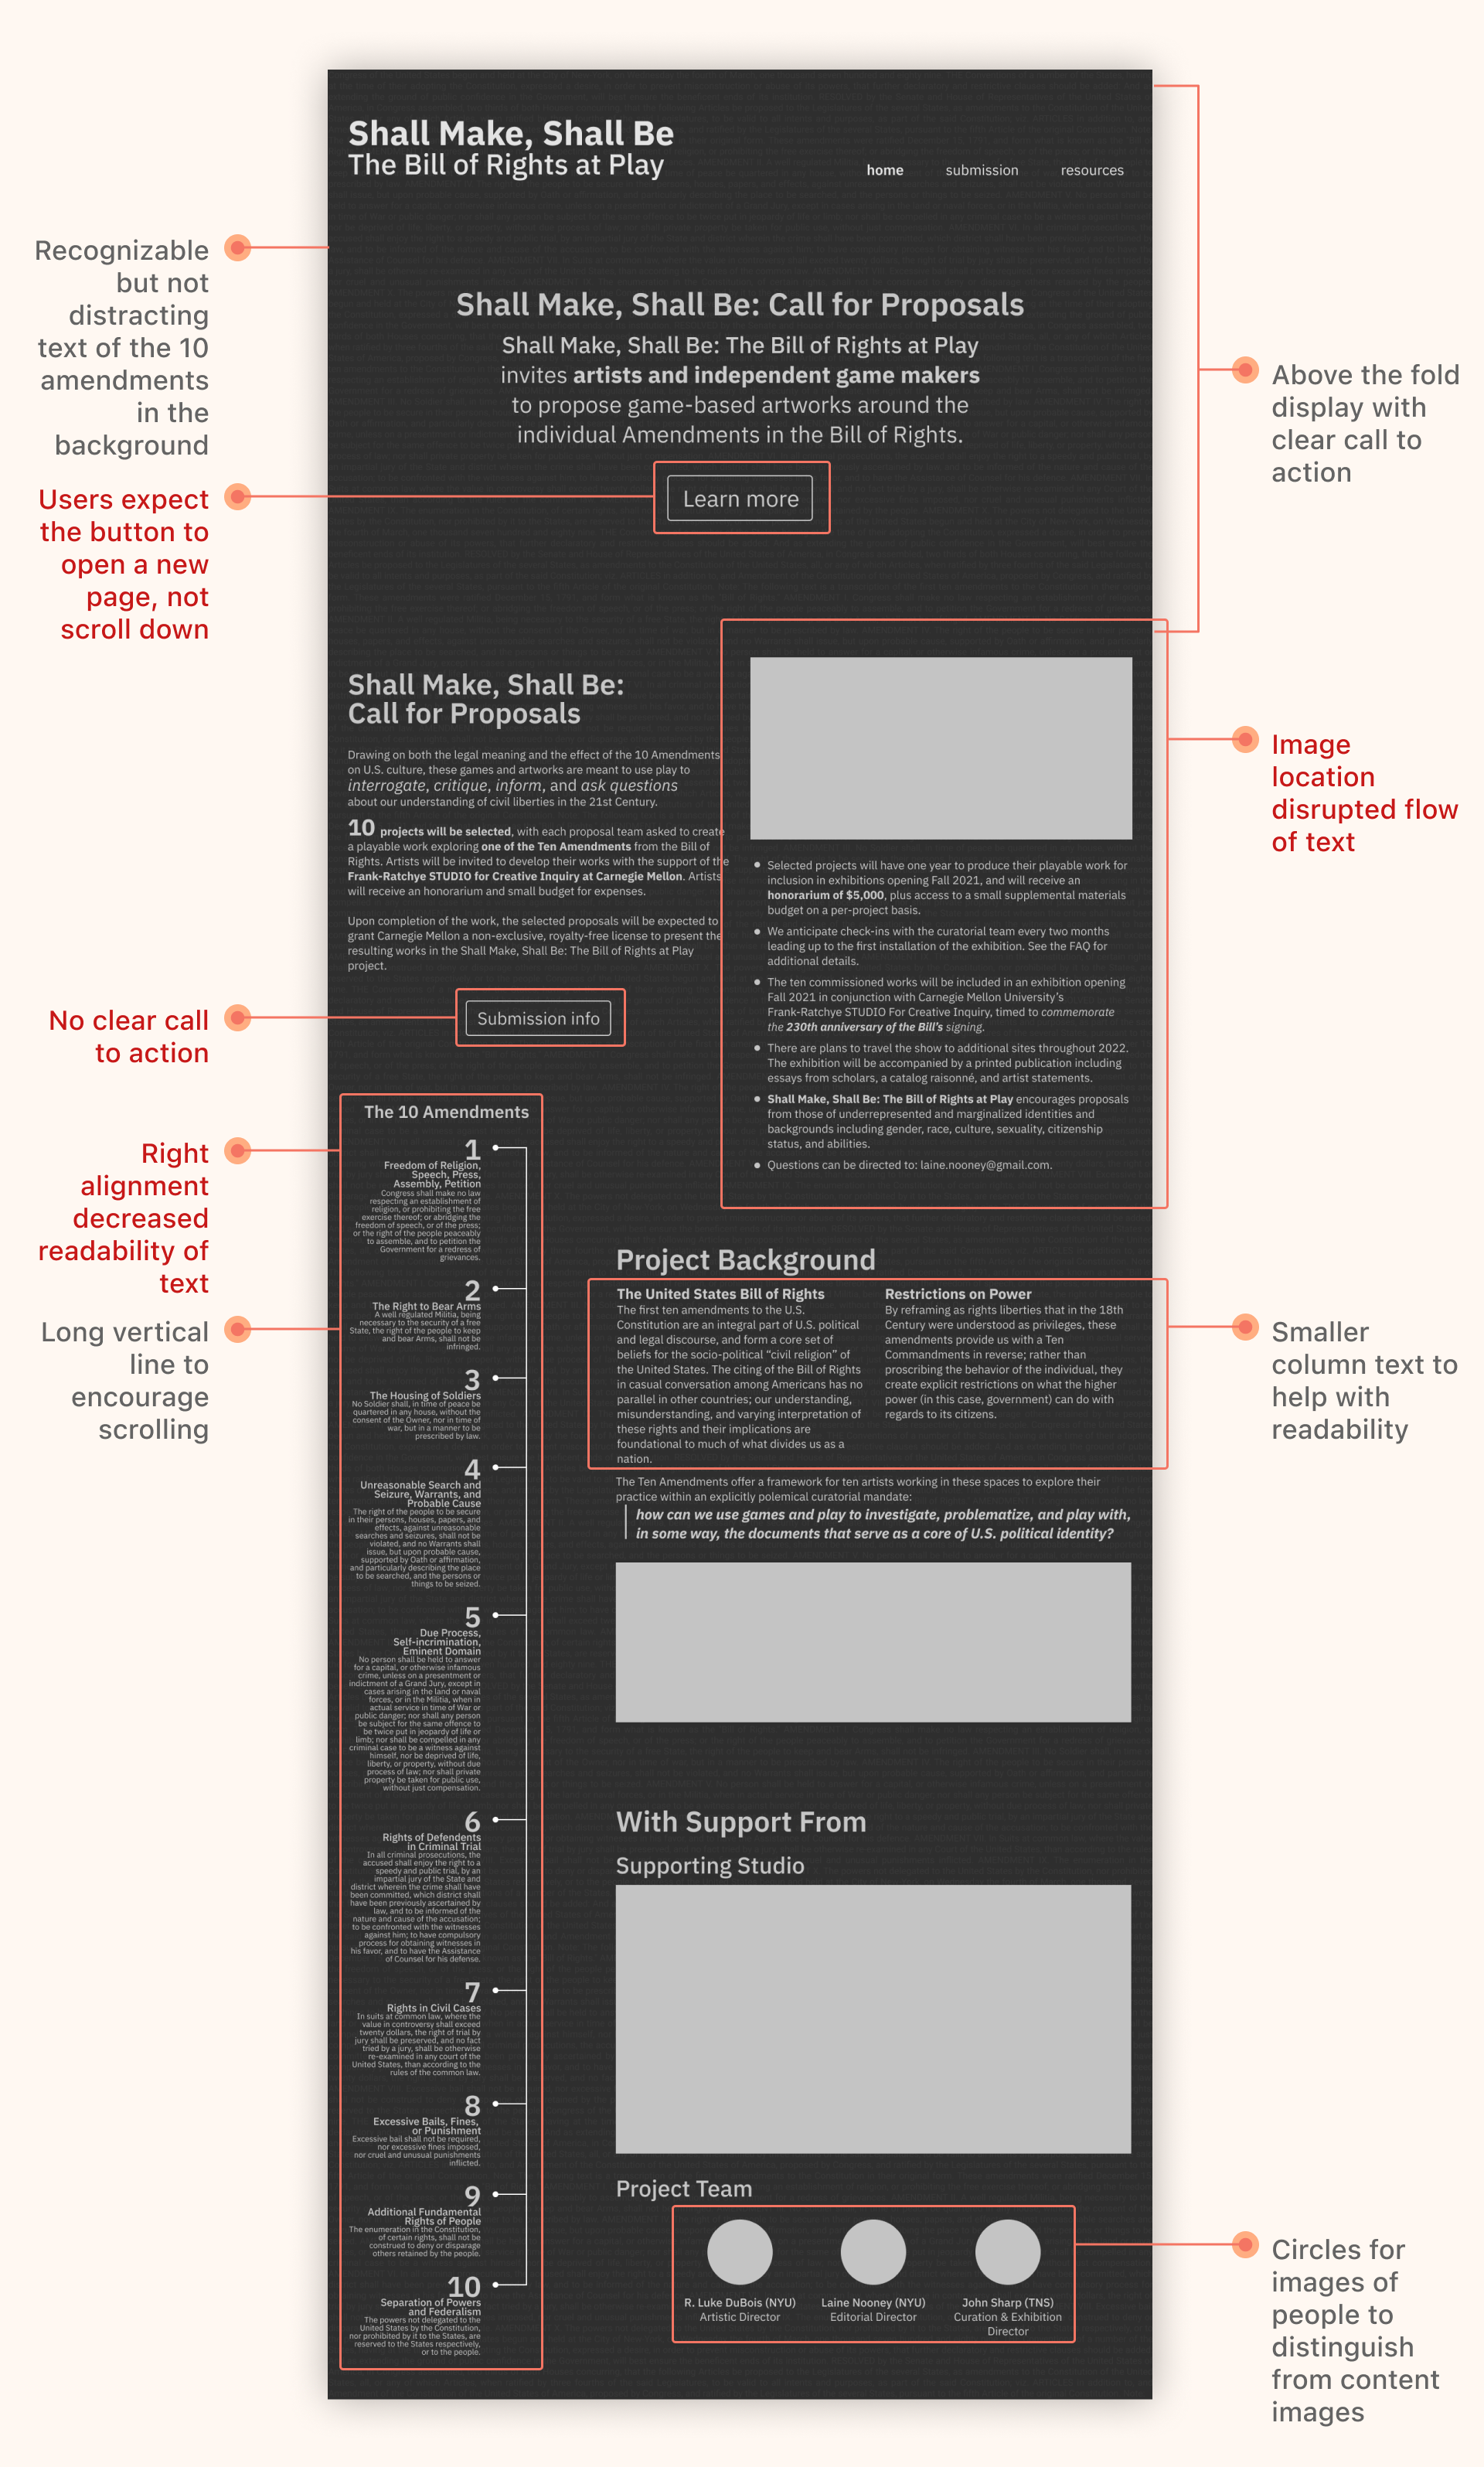 Shall Make, Shall Be
The Bill of Rights at Play
home submission resources
Recognizable
but not
distracting
text of the 10
amendments
in the
background
Shall Make, Shall Be: Call for Proposals
Shall Make, Shall Be: The Bill of Rights at Play
invites artists and independent game makers
to propose game-based artworks around the
individual Amendments in the Bill of Rights.
Learn more
Above the fold
display with
clear call to
action
Users expect
the button to
open a new
page, not
scroll down
Shall Make, Shall Be:
Call for Proposals
Drawing on both the legal meaning and the effect of the 10 Amendments
on U.S. culture, these games and artworks are meant to use play to
interrogate, critique, inform, and ask questions
about our understanding of civil liberties in the 21st Century.
10 projects will be selected, with each proposal team asked to create
a playable work exploring one of the Ten Amendments from the Bill of
Rights. Artists will be invited to develop their works with the support of the
Frank-Ratchye STUDIO for Creative Inquiry at Carnegie Mellon. Artists
will receive an honorarium and small budget for expenses.
Upon completion of the work, the selected proposals will be expected to
grant Carnegie Mellon a non-exclusive, royalty-free license to present the
resulting works in the Shall Make, Shall Be: The Bill of Rights at Play
project.
Submission info
Image
location
disrupted flow
of text
Selected projects will have one year to produce their playable work for
inclusion in exhibitions opening Fall 2021, and will receive an
honorarium of $5,000, plus access to a small supplemental materials
budget on a per-project basis.
We anticipate check-ins with the curatorial team every two months
leading up to the first installation of the exhibition. See the FAQ for
additional details.
The ten commissioned works will be included in an exhibition opening
Fall 2021 in conjunction with Carnegie Mellon University's
Frank-Ratchye STUDIO For Creative Inquiry, timed to commemorate
the 230th anniversary of the Bill's signing.
There are plans to travel the show to additional sites throughout 2022.
The exhibition will be accompanied by a printed publication including
essays from scholars, a catalog raisonné, and artist statements.
Shall Make, Shall Be: The Bill of Rights at Play encourages proposals
from those of underrepresented and marginalized identities and
backgrounds including gender, race, culture, sexuality, citizenship
status, and abilities.
Questions can be directed to: laine.nooney@gmail.com.
No clear call
to action
Right
alignment
decreased
readability of
text
Long vertical
line to
encourage
scrolling
The 10 Amendments
1
Freedom of Religion,
Speech, Press,
Assembly, Petition
Congress shall make no law
respecting an establishment of
religion, or prohibiting the free
exercise thereof; or abridging the
freedom of speech, or of the press;
or the right of the people peaceably
to assemble, and to petition the
Government for a redress of
grievances.
2
The Right to Bear Arms
A well regulated Militia, being
necessary to the security of a free
State, the right of the people to keep
and bear Arms, shall not be
infringed.
3
The Housing of Soldiers
No Soldier shall, in time of peace be
quartered in any house, without the
consent of the Owner, nor in time of
war, but in a manner to be
prescribed by law.
4
Unreasonable Search and
Seizure, Warrants, and
Probable Cause
The right of the people to be secure
in their persons, houses, papers, and
effects, against unreasonable
searches and seizures, shall not be
violated, and no Warrants shall
issue, but upon probable cause,
supported by Oath or affirmation,
and particularly describing the place
to be searched, and the persons or
things to be seized.
5
Due Process,
Self-incrimination,
Eminent Domain
No person shall be held to answer
for a capital, or otherwise infamous
crime, unless on a presentment or
indictment of a Grand Jury, except in
cases arising in the land or naval
forces, or in the Militia, when in
actual service in time of War or
public danger; nor shall any person
be subject for the same offence to
be twice put in jeopardy of life or
limb; nor shall be compelled in any
criminal case to be a witness against
himself, nor be deprived of life,
liberty, or property, without due
process of law; nor shall private
property be taken for public use,
without just compensation.
6
Rights of Defendents
in Criminal Trial
In all criminal prosecutions, the
accused shall enjoy the right to a
speedy and public trial, by an
impartial jury of the State and
district wherein the crime shall have
been committed, which district shall
have been previously ascertained by
law, and to be informed of the
nature and cause of the accusation;
to be confronted with the witnesses
against him; to have compulsory
process for obtaining witnesses in
his favor, and to have the Assistance
of Counsel for his defense.
7
Rights in Civil Cases
In suits at common law, where the
value in controversy shall exceed
twenty dollars, the right of trial by
jury shall be preserved, and no fact
tried by a jury, shall be otherwise
re-examined in any court of the
United States, than according to the
rules of the common law.
8
Excessive Bails, Fines,
or Punishment
Excessive bail shall not be required,
nor excessive fines imposed,
nor cruel and unusual punishments
inflicted.
9
Additional Fundamental
Rights of People
The enumeration in the Constitution,
of certain rights, shall not be
construed to deny or disparage
others retained by the people.
10
Separation of Powers
and Federalism
The powers not delegated to the
United States by the Constitution,
nor prohibited by it to the States, are
reserved to the States respectively,
or to the people.
Project Background
The United States Bill of Rights
The first ten amendments to the U.S.
Constitution are an integral part of U.S. political
and legal discourse, and form a core set of
beliefs for the socio-political “civil religion” of
the United States. The citing of the Bill of Rights
in casual conversation among Americans has no
parallel in other countries; our understanding,
misunderstanding, and varying interpretation of
these rights and their implications are
foundational to much of what divides us as a
nation.
Restrictions on Power
By reframing as rights liberties that in the 18th
Century were understood as privileges, these
amendments provide us with a Ten
Commandments in reverse; rather than
proscribing the behavior of the individual, they
create explicit restrictions on what the higher
power (in this case, government) can do with
regards to its citizens.
Smaller
column text to
help with
readability
The Ten Amendments offer a framework for ten artists working in these spaces to explore their
practice within an explicitly polemical curatorial mandate:
how can we use games and play to investigate, problematize, and play with,
in some way, the documents that serve as a core of U.S. political identity?
With Support From
Supporting Studio
Project Team
R. Luke DuBois (NYU)
Artistic Director
Laine Nooney (NYU)
Editorial Director
John Sharp (TNS)
Curation & Exhibition
Director
Circles for
images of
people to
distinguish
from content
images